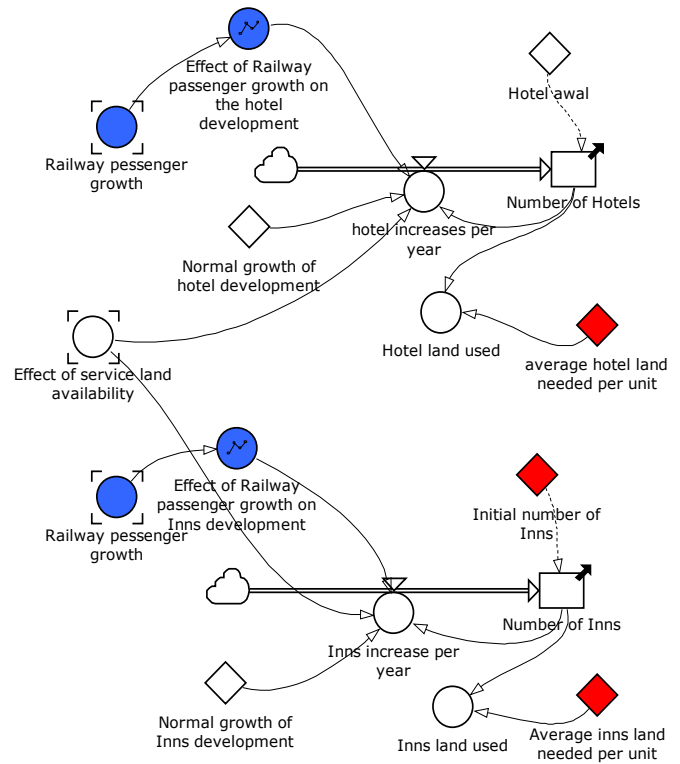 Effect of Railway
passenger growth on
the hotel
development
Hotel awal
Railway pessenger
growth
Number of Hotels
hotel increases per
year
Normal growth of
hotel development
Hotel land used
average hotel land
needed per unit
Effect of service land
availability
Effect of Railway
passenger growth on
Inns development
Railway pessenger
growth
Initial number of
Inns
Number of Inns
Inns increase per
year
Normal growth of
Inns development
Inns land used
Average inns land
needed per unit